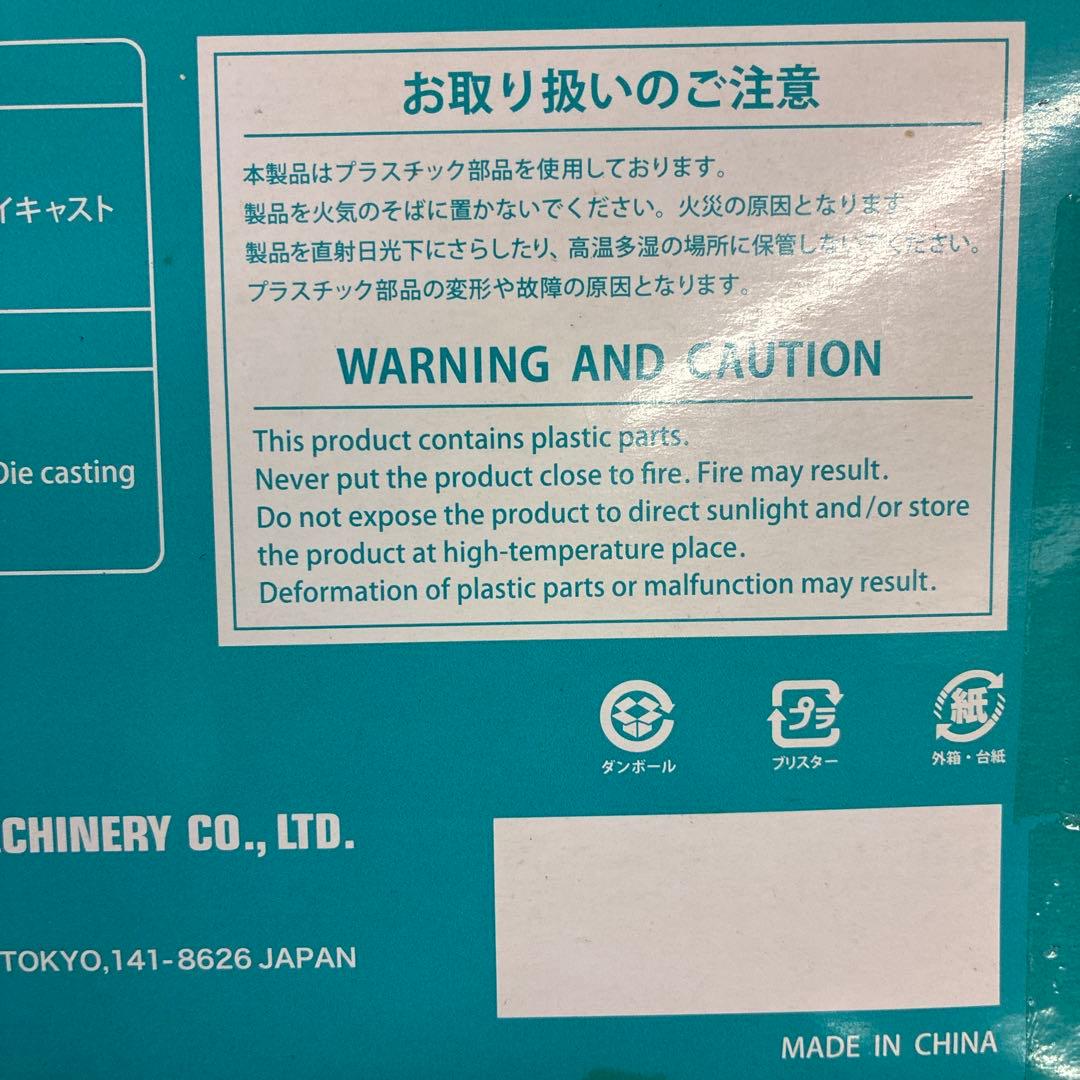 イキャスト
Die casting
お取り扱いのご注意
本製品はプラスチック部品を使用しております。
製品を火気のそばに置かないでください。火災の原因となります
製品を直射日光下にさらしたり、高温多湿の場所に保管しないでください。
プラスチック部品の変形や故障の原因となります。
WARNING AND CAUTION
This product contains plastic parts.
Never put the product close to fire. Fire may result.
Do not expose the product to direct sunlight and/or store
the product at high-temperature place.
Deformation of plastic parts or malfunction may result.
ダンボール
プラ
ブリスター
紙
外箱・台紙
CHINERY CO., LTD.
TOKYO,141-8626 JAPAN
MADE IN CHINA